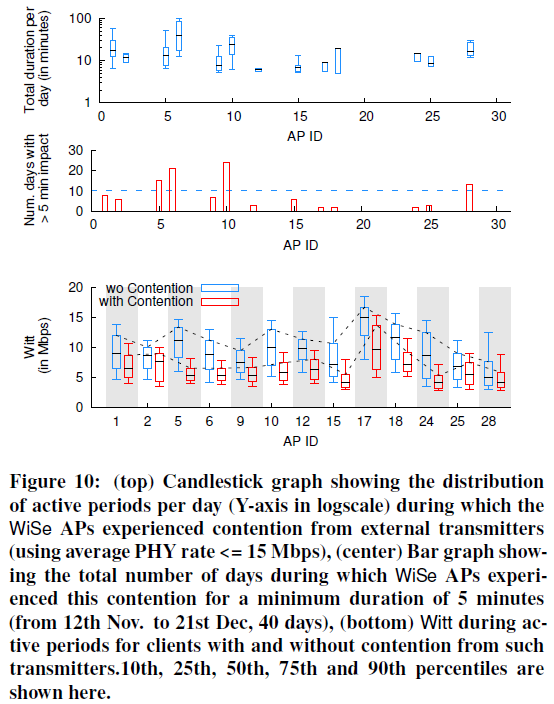 Total duration per
day (in minutes)
100
10
1
0
5
10
15
20
25
30
AP ID
Num. days with
> 5 min impact
30
20
10
0
0
5
10
15
20
25
30
AP ID
Witt
(in Mbps)
20
15
10
5
0
wo Contention
with Contention
1
2
5
6
9
10
12
15
17
18
24
25
28
AP ID
Figure 10: (top) Candlestick graph showing the distribution
of active periods per day (Y-axis in logscale) during which the
WiSe APs experienced contention from external transmitters
(using average PHY rate <= 15 Mbps), (center) Bar graph show-
ing the total number of days during which WiSe APs experi-
enced this contention for a minimum duration of 5 minutes
(from 12th Nov. to 21st Dec, 40 days), (bottom) Witt during ac-
tive periods for clients with and without contention from such
transmitters.10th, 25th, 50th, 75th and 90th percentiles are
shown here.